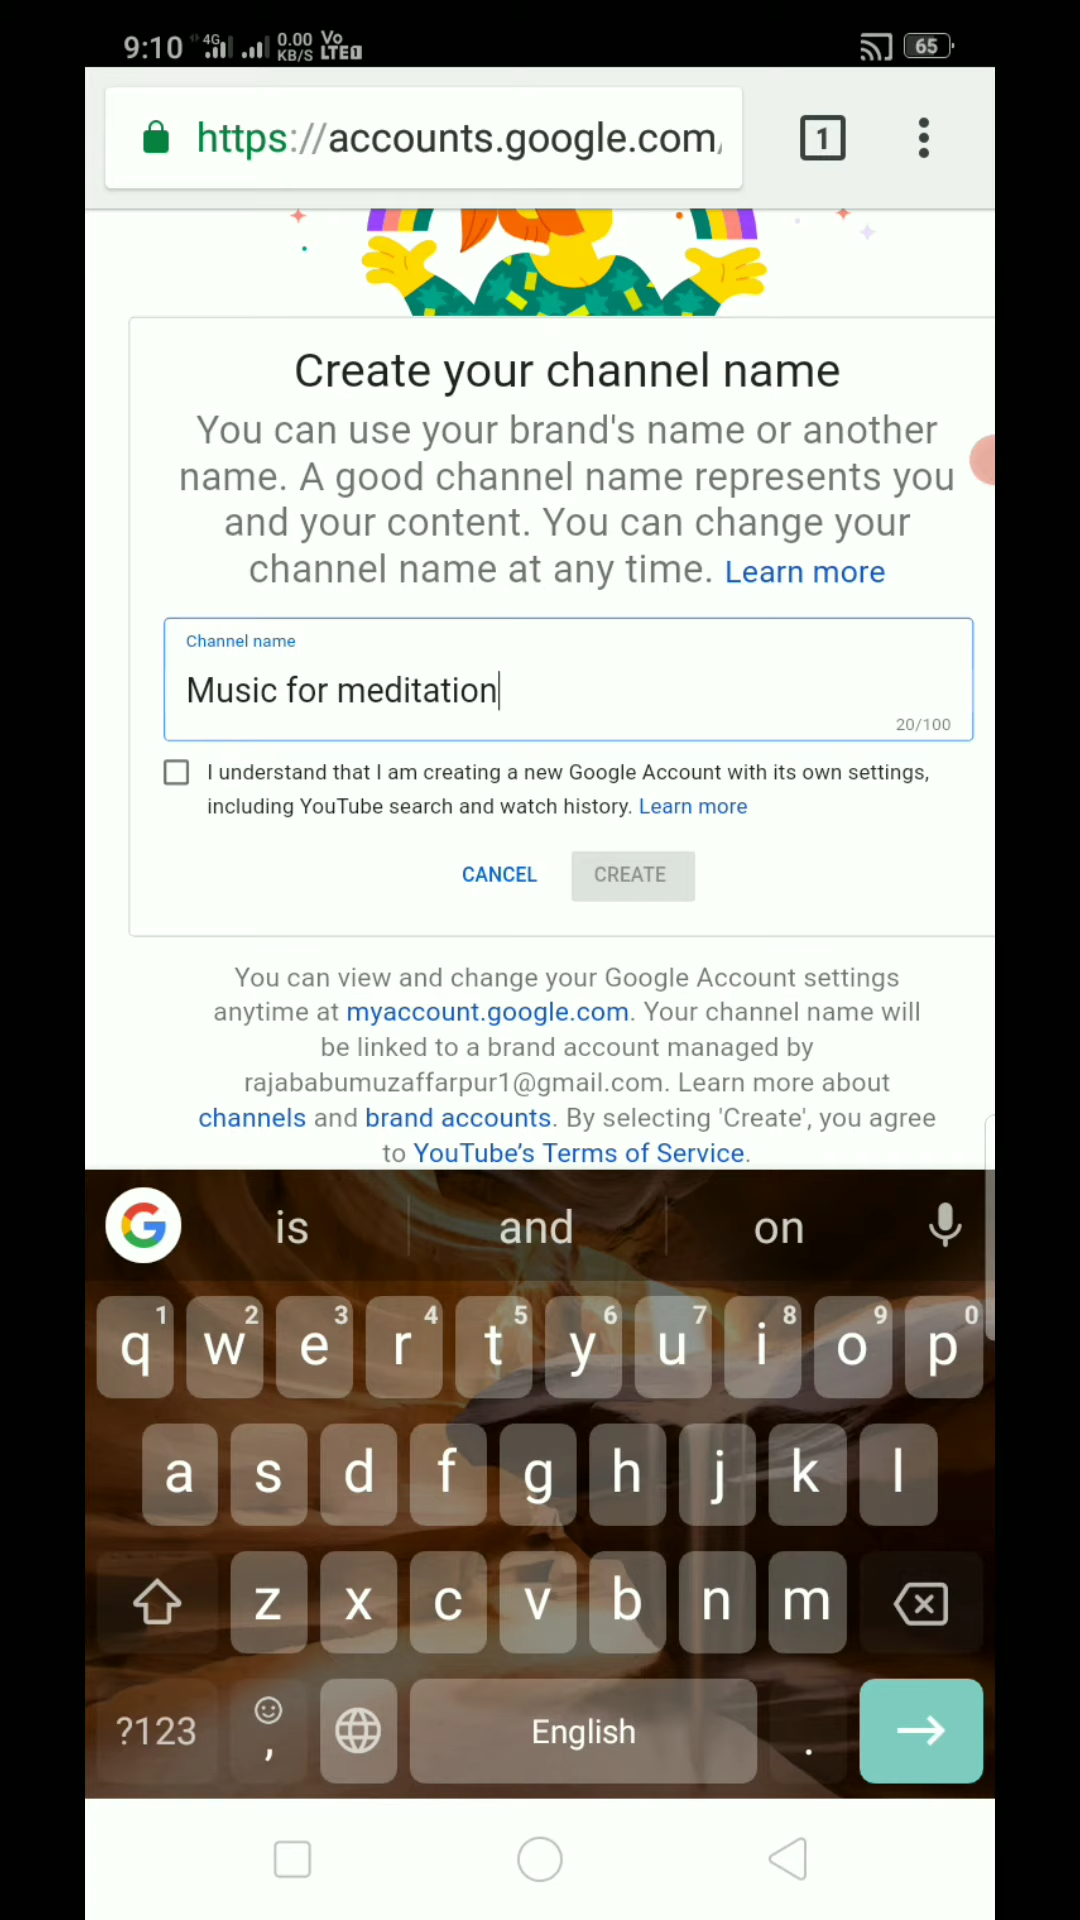 9:10 4G 0.00 KB/S Vo LTE 65
https://accounts.google.com/ 1
Create your channel name
You can use your brand's name or another
name. A good channel name represents you
and your content. You can change your
channel name at any time. Learn more
Channel name
Music for meditation
20/100
I understand that I am creating a new Google Account with its own settings,
including YouTube search and watch history. Learn more
CANCEL CREATE
You can view and change your Google Account settings
anytime at myaccount.google.com. Your channel name will
be linked to a brand account managed by
rajababumuzaffarpur1@gmail.com. Learn more about
channels and brand accounts. By selecting 'Create', you agree
to YouTube’s Terms of Service.
is and on
1 2 3 4 5 6 7 8 9 0
q w e r t y u i o p
a s d f g h j k l
z x c v b n m
?123 , English .